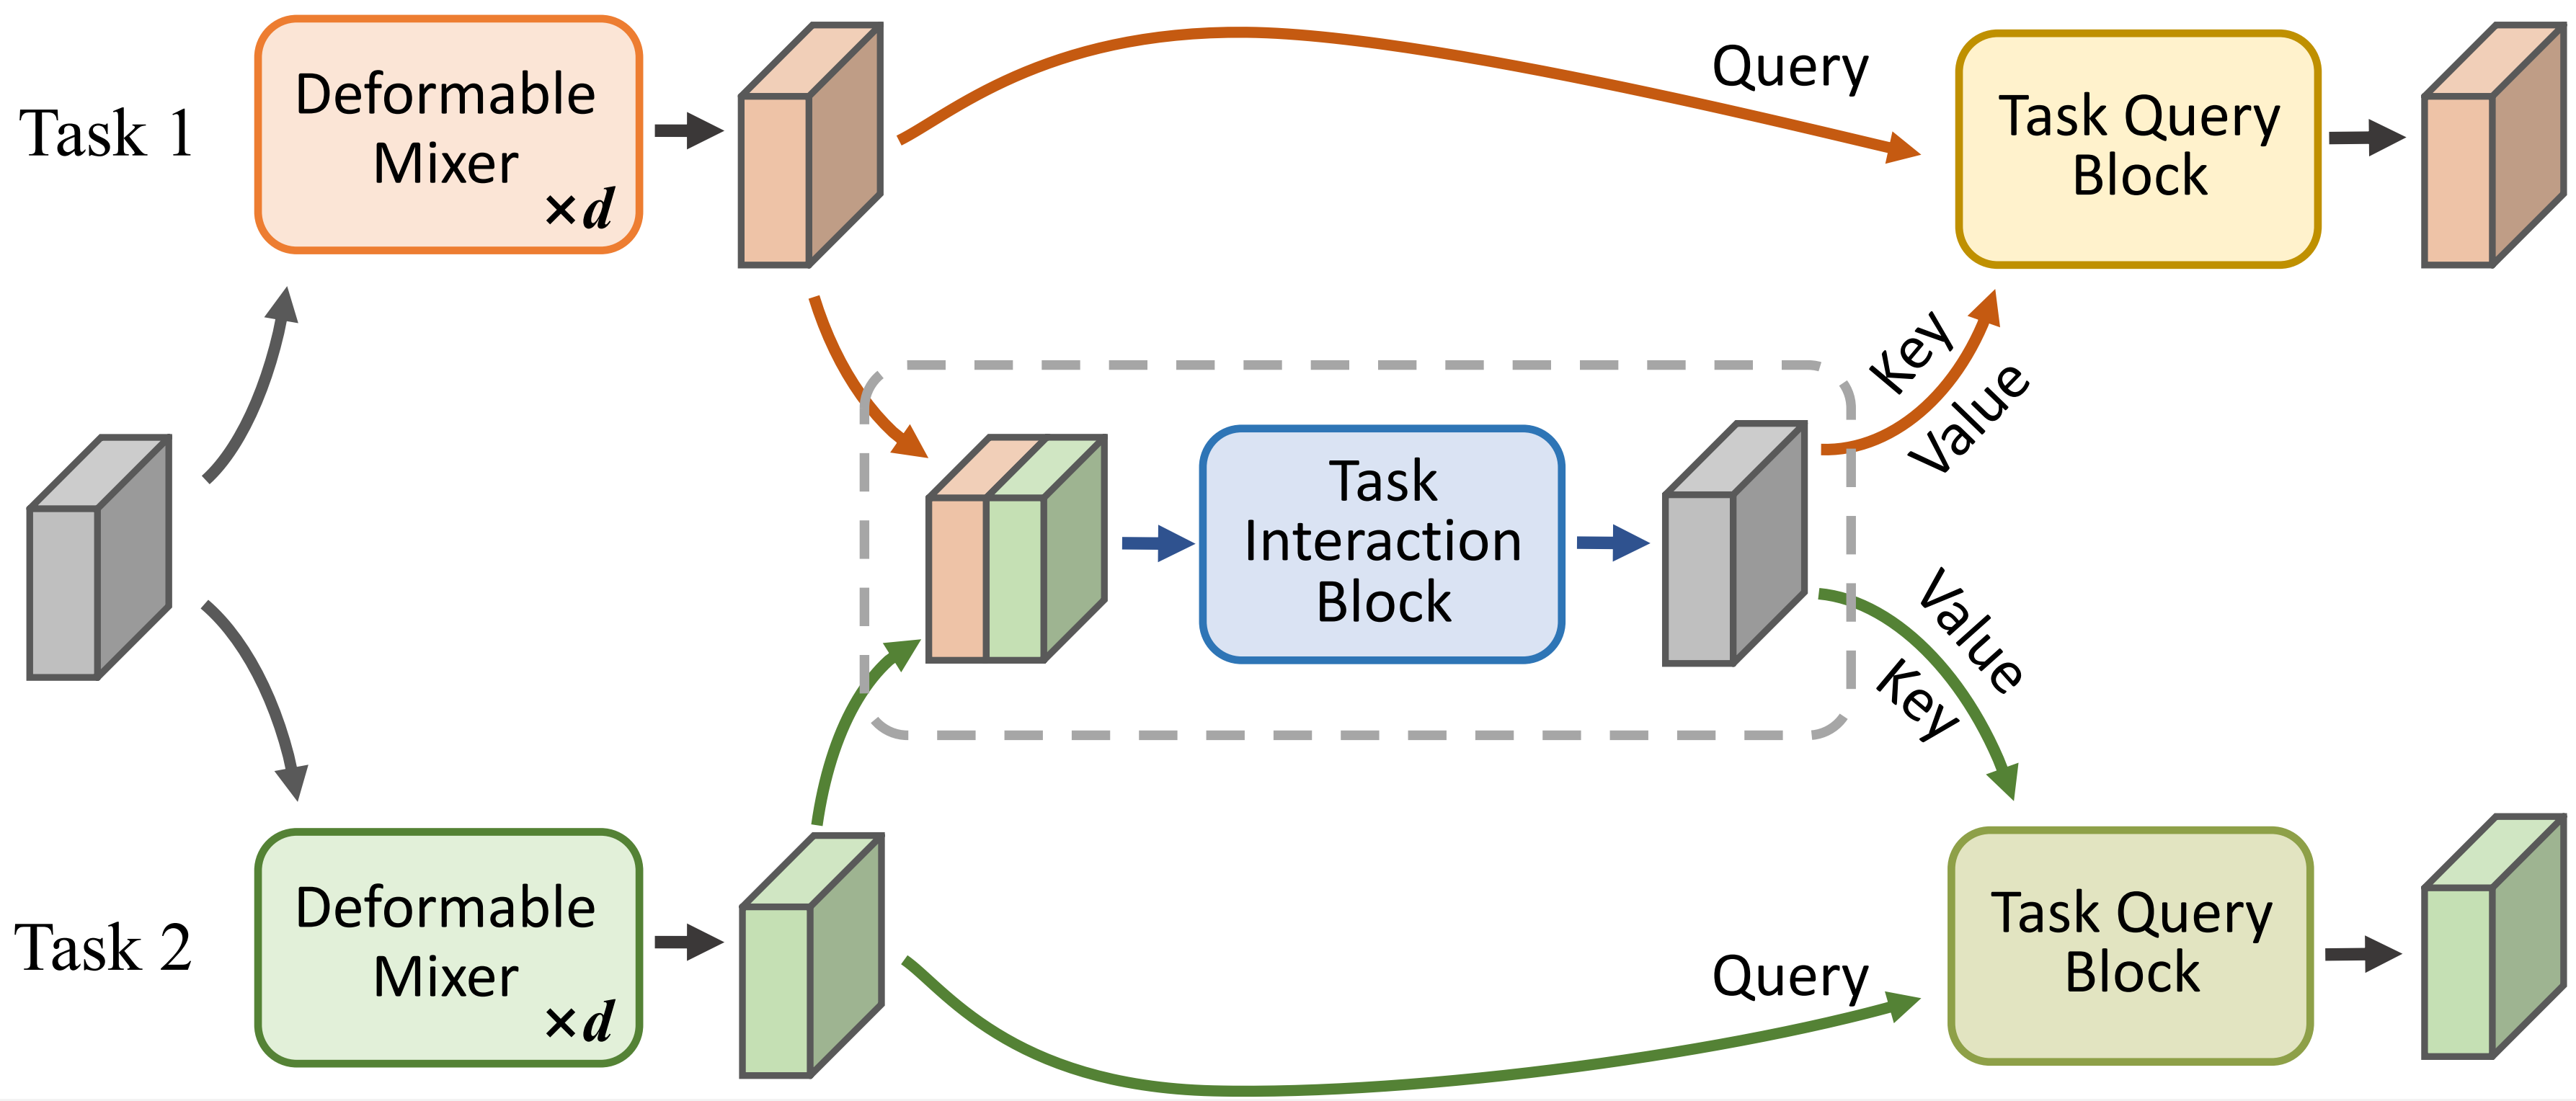 Task 1
Deformable
Mixer
×d
Query
Task Query
Block
Key
Value
Task
Interaction
Block
Value
Key
Task 2
Deformable
Mixer
×d
Query
Task Query
Block